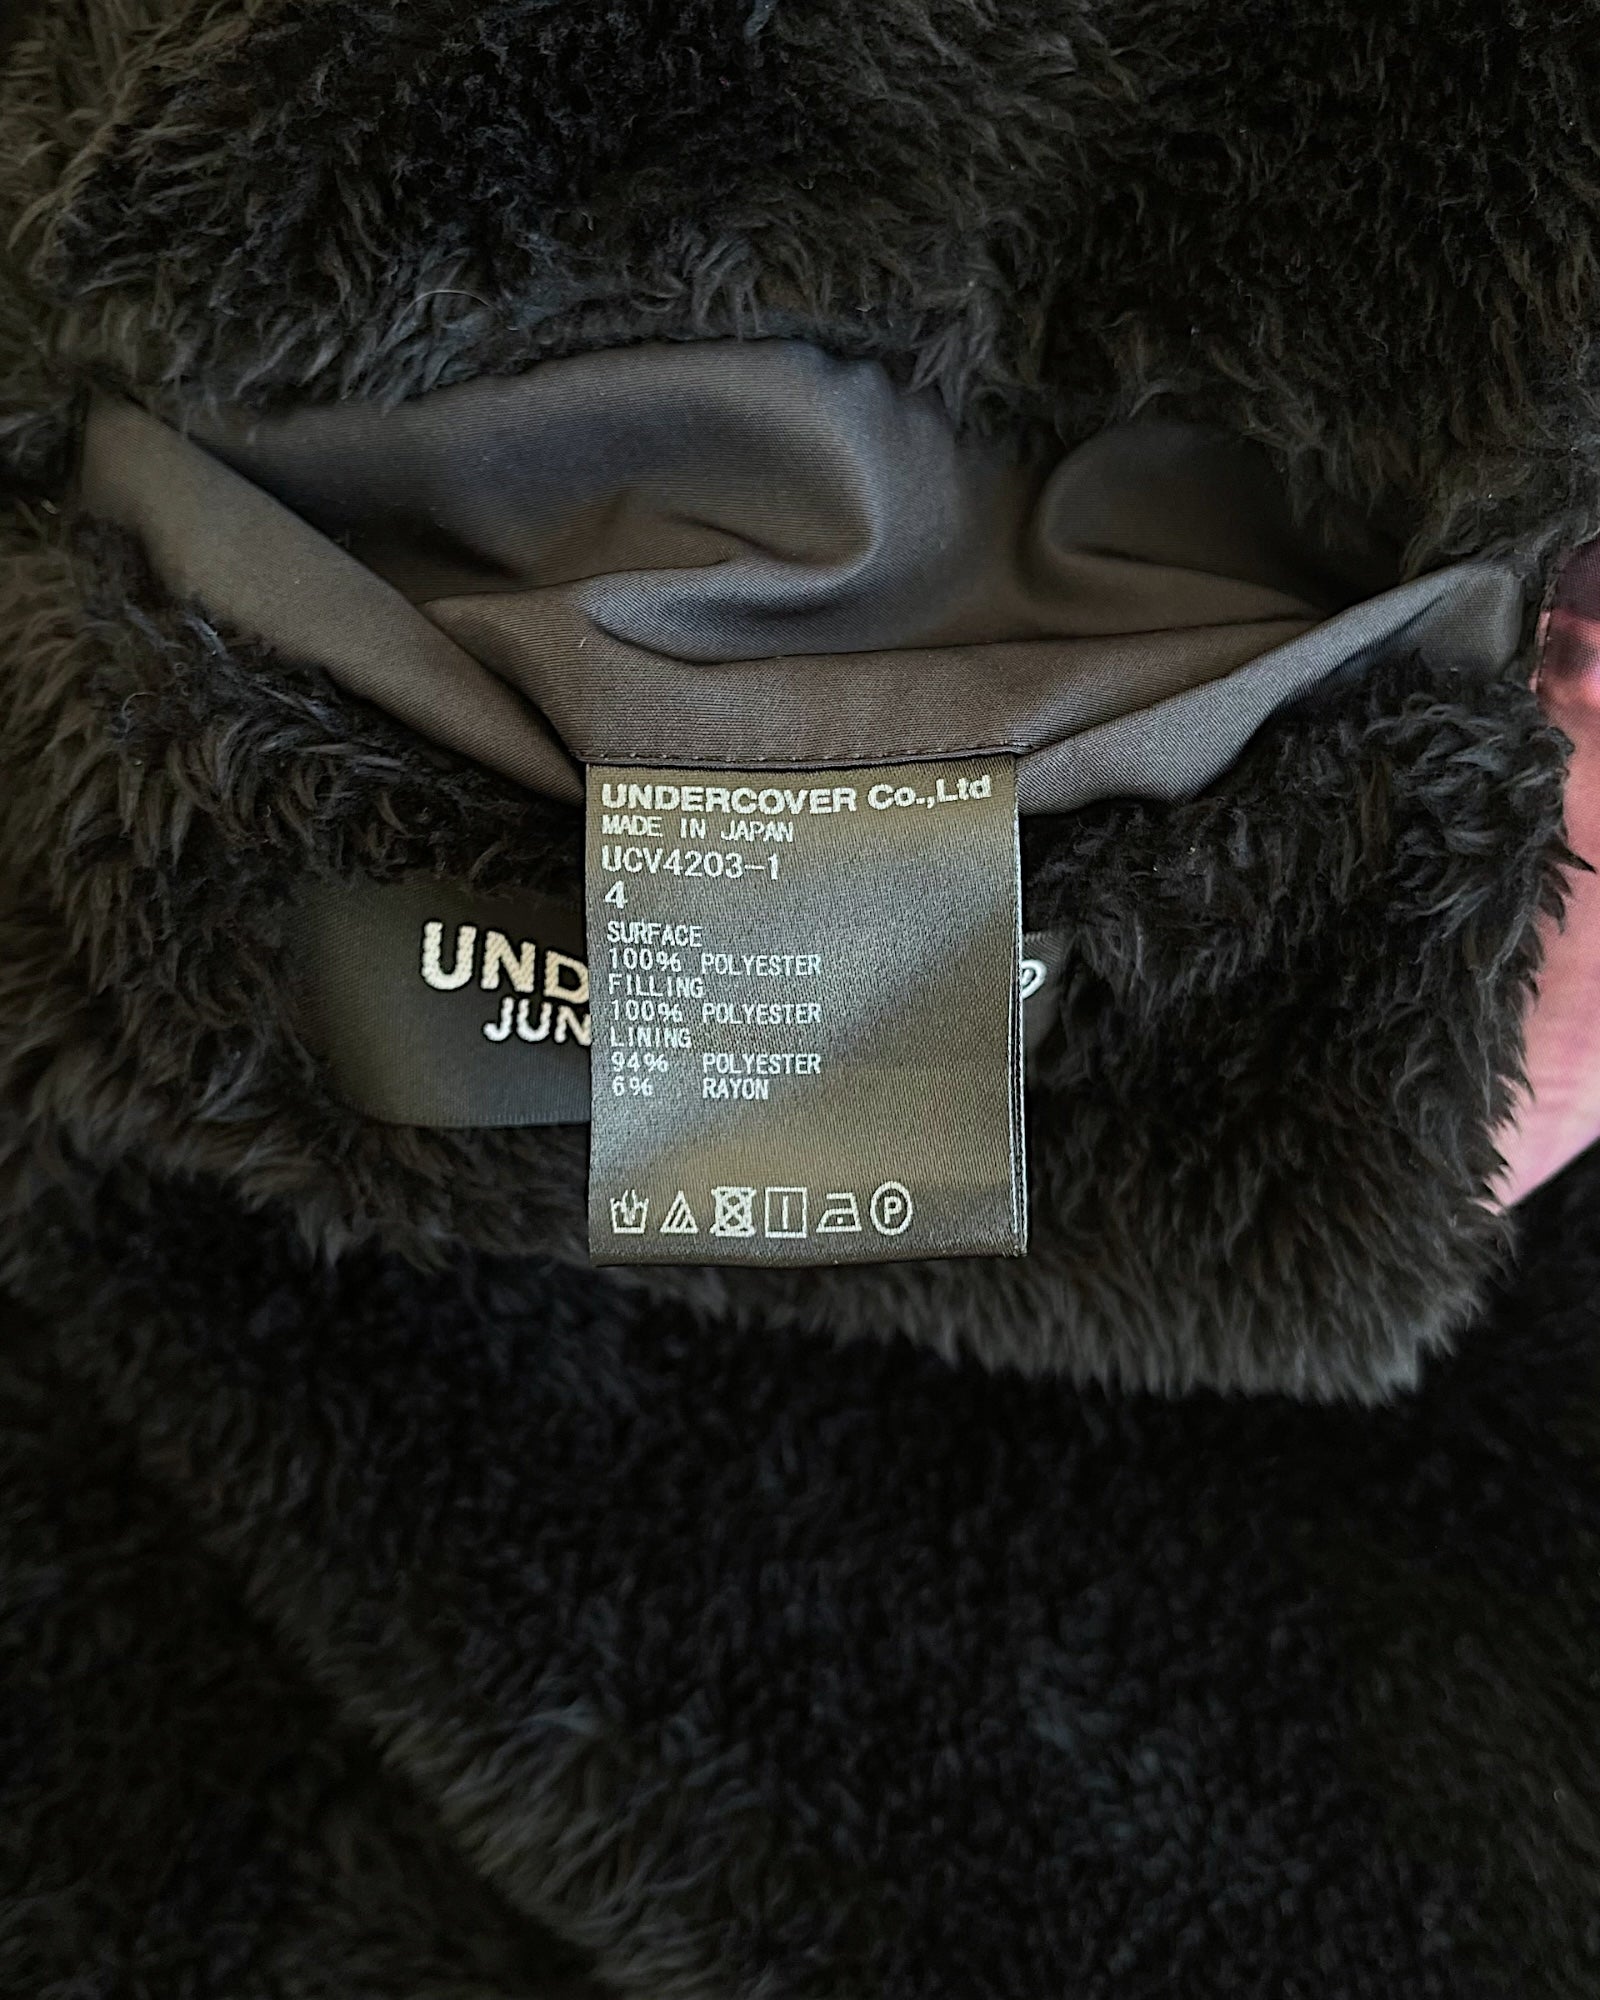 UNDERCOVER Co.,Ltd
MADE IN JAPAN
UCV4203-1
4
SURFACE
100% POLYESTER
FILLING
100% POLYESTER
LINING
94% POLYESTER
6% RAYON
P
UND
JUN